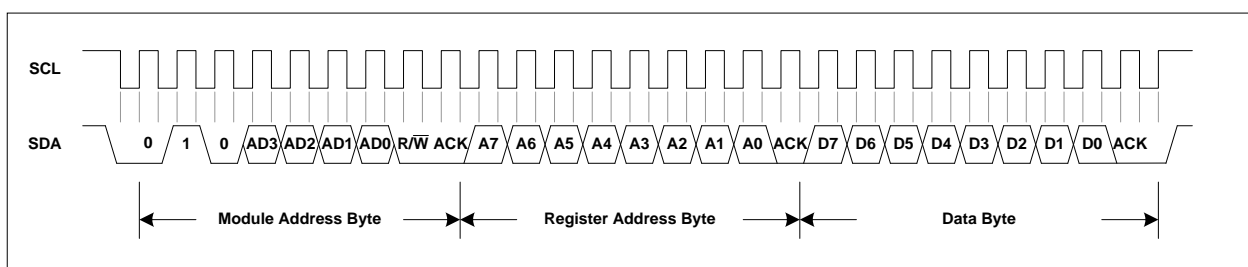 SCL
SDA 0 1 0 AD3 AD2 AD1 AD0 R/W̅ ACK A7 A6 A5 A4 A3 A2 A1 A0 ACK D7 D6 D5 D4 D3 D2 D1 D0 ACK
Module Address Byte Register Address Byte Data Byte